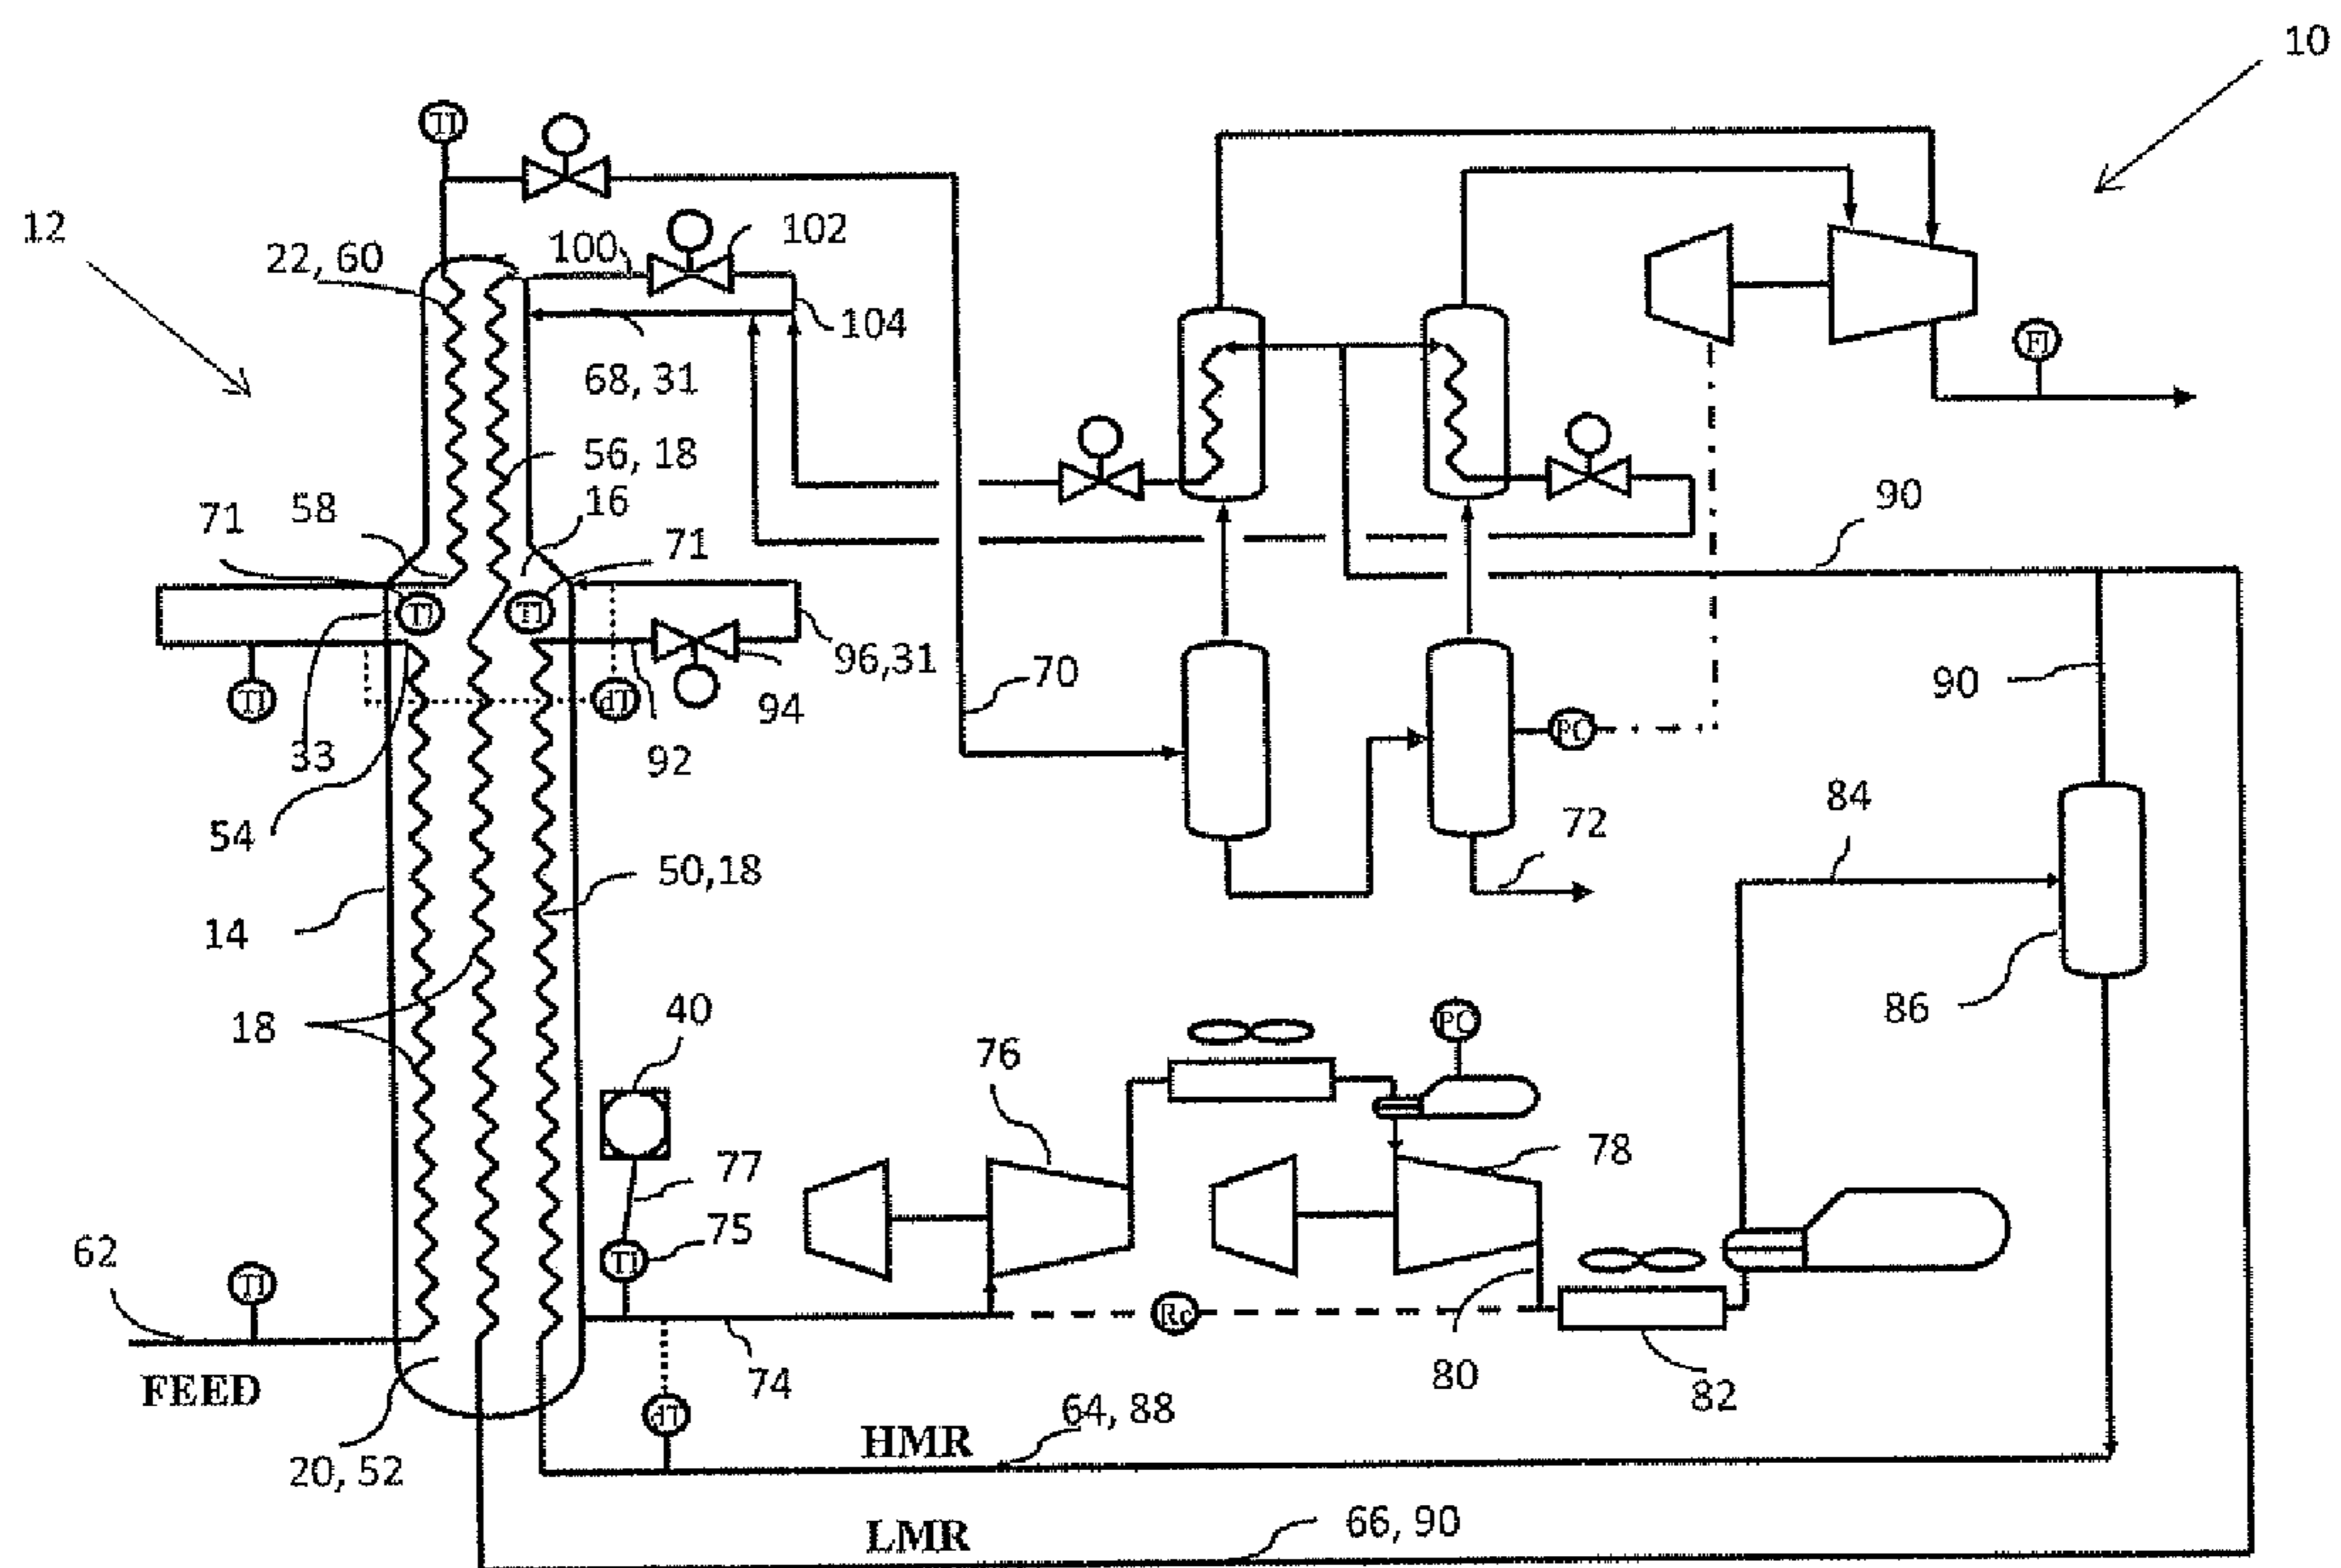 10
TI
12
102
100
22, 60
104
FI
68, 31
56, 18
16
58
71
71
90
TI
TI
96,31
70
90
TI
dT
94
PC
33
92
54
84
72
50,18
14
86
40
PC
18
76
77
78
75
62
TI
TI
Rc
74
80
82
FEED
dT
64, 88
HMR
20, 52
66, 90
LMR